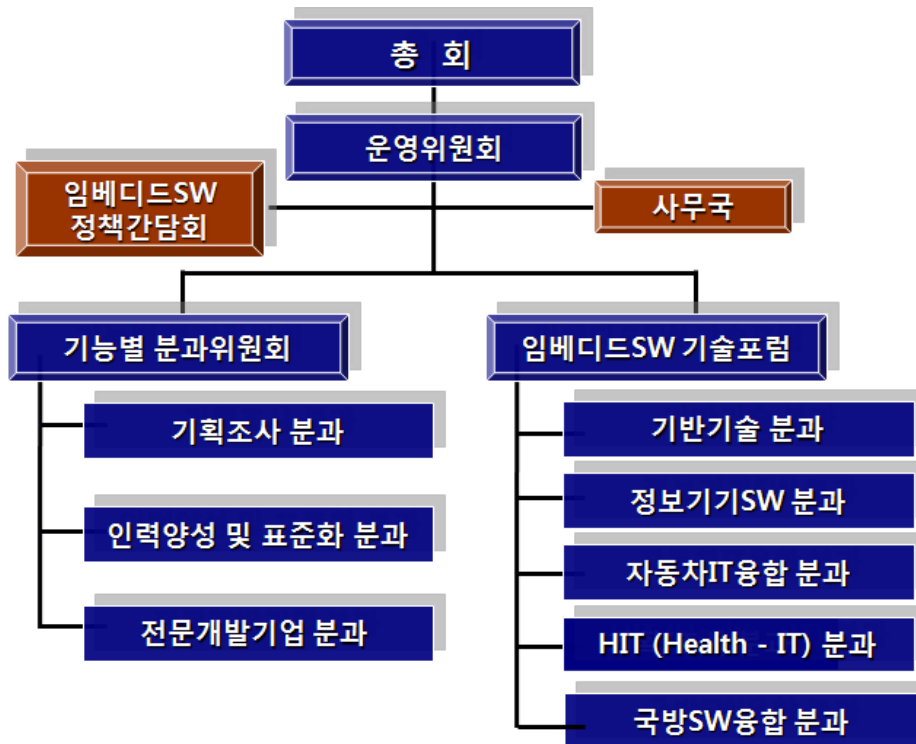 총 회
운영위원회
임베디드SW
정책간담회
사무국
기능별 분과위원회
기획조사 분과
인력양성 및 표준화 분과
전문개발기업 분과
임베디드SW 기술포럼
기반기술 분과
정보기기SW 분과
자동차IT융합 분과
HIT (Health - IT) 분과
국방SW융합 분과